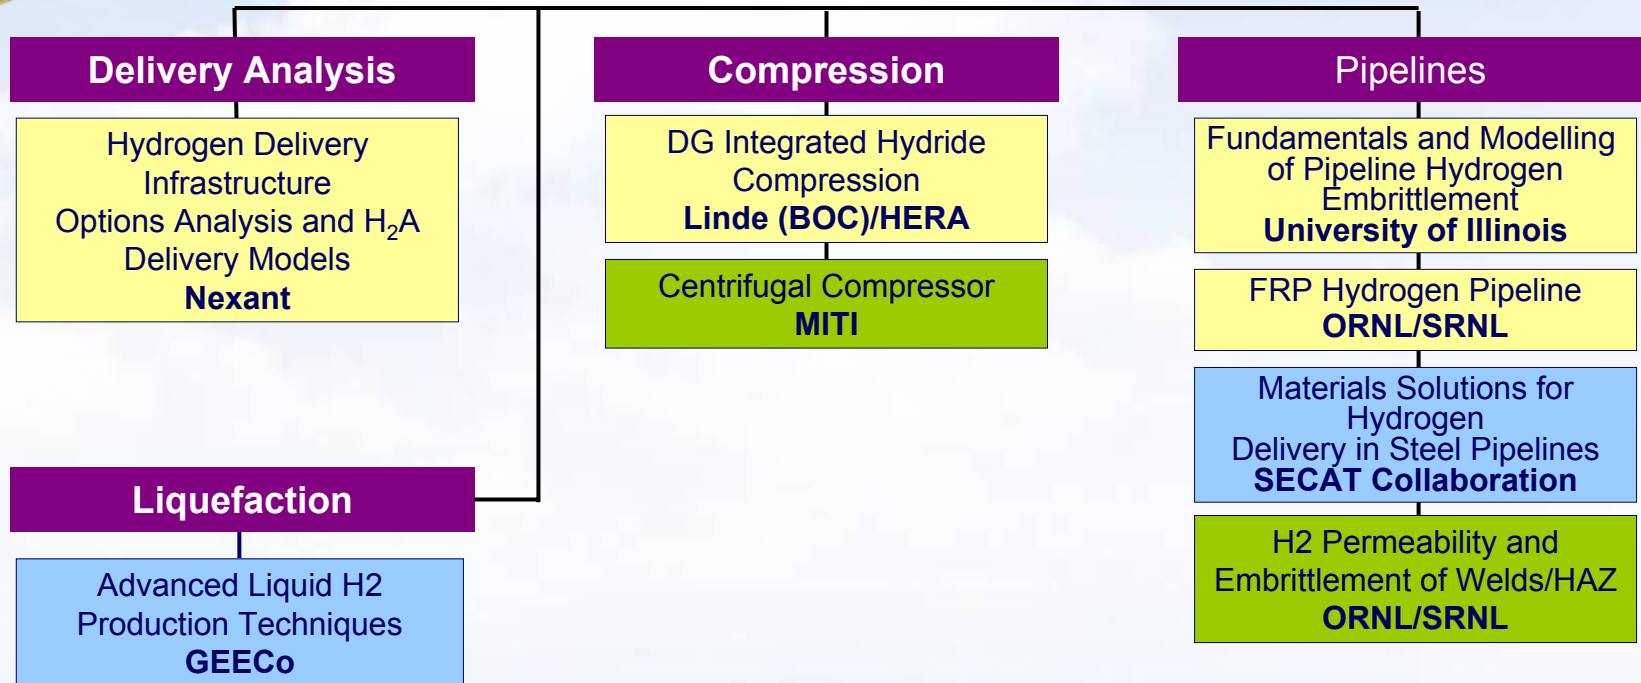 Delivery Analysis
Hydrogen Delivery
Infrastructure
Options Analysis and H₂A
Delivery Models
Nexant
Liquefaction
Advanced Liquid H2
Production Techniques
GEECo
Compression
DG Integrated Hydride
Compression
Linde (BOC)/HERA
Centrifugal Compressor
MITI
Pipelines
Fundamentals and Modelling
of Pipeline Hydrogen
Embrittlement
University of Illinois
FRP Hydrogen Pipeline
ORNL/SRNL
Materials Solutions for
Hydrogen
Delivery in Steel Pipelines
SECAT Collaboration
H2 Permeability and
Embrittlement of Welds/HAZ
ORNL/SRNL